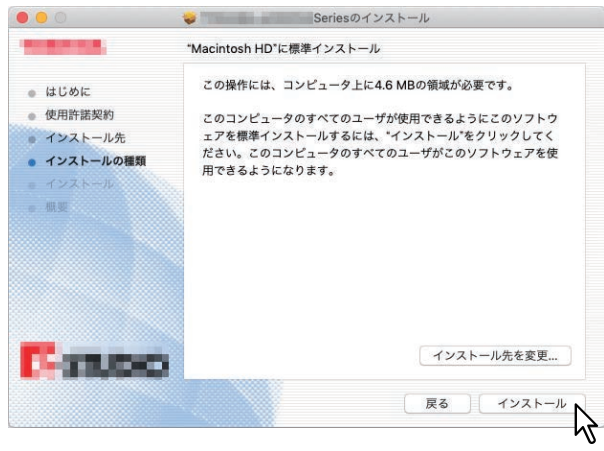 Seriesのインストール
"Macintosh HD"に標準インストール
はじめに
使用許諾契約
インストール先
インストールの種類
インストール
概要
この操作には、コンピュータ上に4.6 MBの領域が必要です。
このコンピュータのすべてのユーザが使用できるようにこのソフトウ
ェアを標準インストールするには、"インストール"をクリックしてく
ださい。このコンピュータのすべてのユーザがこのソフトウェアを使
用できるようになります。
インストール先を変更...
戻る
インストール